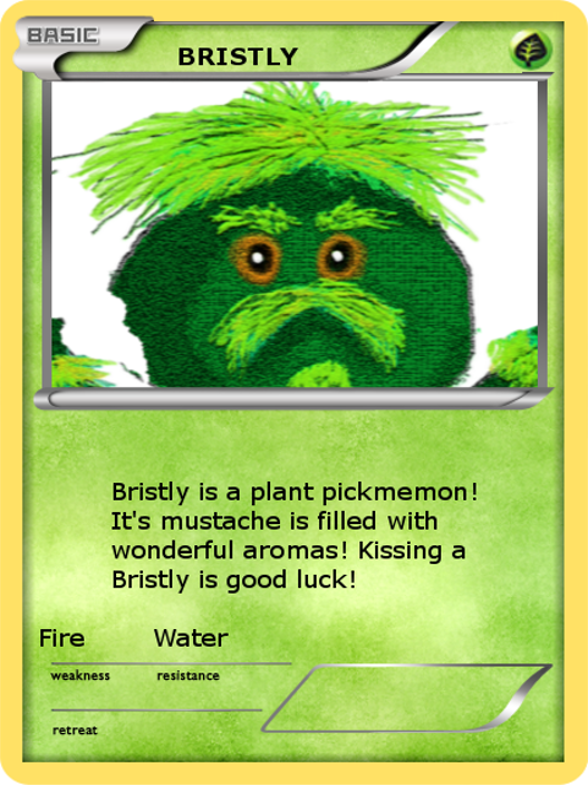 BASIC
BRISTLY
Bristly is a plant pickmemon!
It's mustache is filled with
wonderful aromas! Kissing a
Bristly is good luck!
Fire Water
weakness resistance
retreat